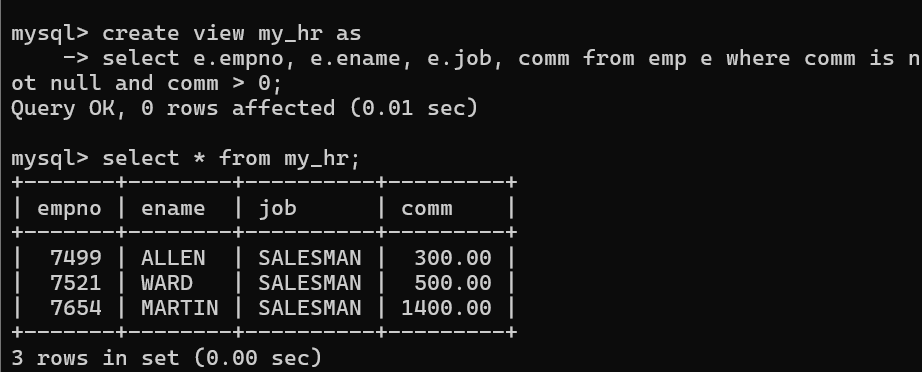 mysql> create view my_hr as
    -> select e.empno, e.ename, e.job, comm from emp e where comm is n
ot null and comm > 0;
Query OK, 0 rows affected (0.01 sec)

mysql> select * from my_hr;
+-------+--------+----------+---------+
| empno | ename  | job      | comm    |
+-------+--------+----------+---------+
|  7499 | ALLEN  | SALESMAN |  300.00 |
|  7521 | WARD   | SALESMAN |  500.00 |
|  7654 | MARTIN | SALESMAN | 1400.00 |
+-------+--------+----------+---------+
3 rows in set (0.00 sec)